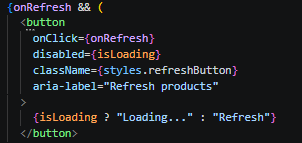 {onRefresh && (
<button
onClick={onRefresh}
disabled={isLoading}
className={styles.refreshButton}
aria-label="Refresh products"
>
{isLoading ? "Loading..." : "Refresh"}
</button>